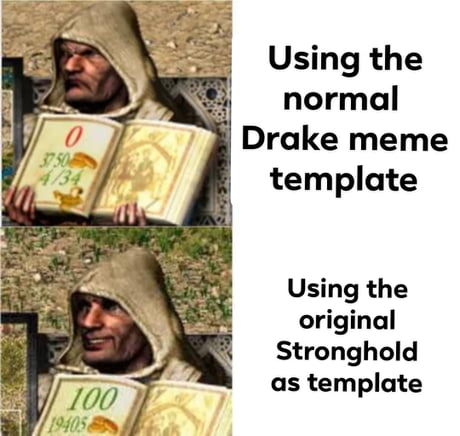 0
3750
4/34
Using the
normal
Drake meme
template
100
19405
Using the
original
Stronghold
as template